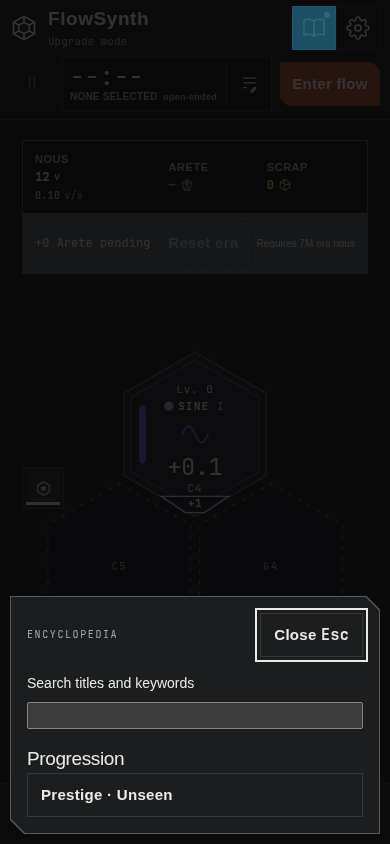 FlowSynth
Upgrade mode
--:--
NONE SELECTED open-ended
Enter flow
NOUS
12 v
0.10 v/s
ARETE
–
SCRAP
0
+0 Arete pending
Reset era
Requires 7M era nous
Lv. 0
SINE I
+0.1
C4
+1
C5
G4
ENCYCLOPEDIA
Close Esc
Search titles and keywords
Progression
Prestige · Unseen